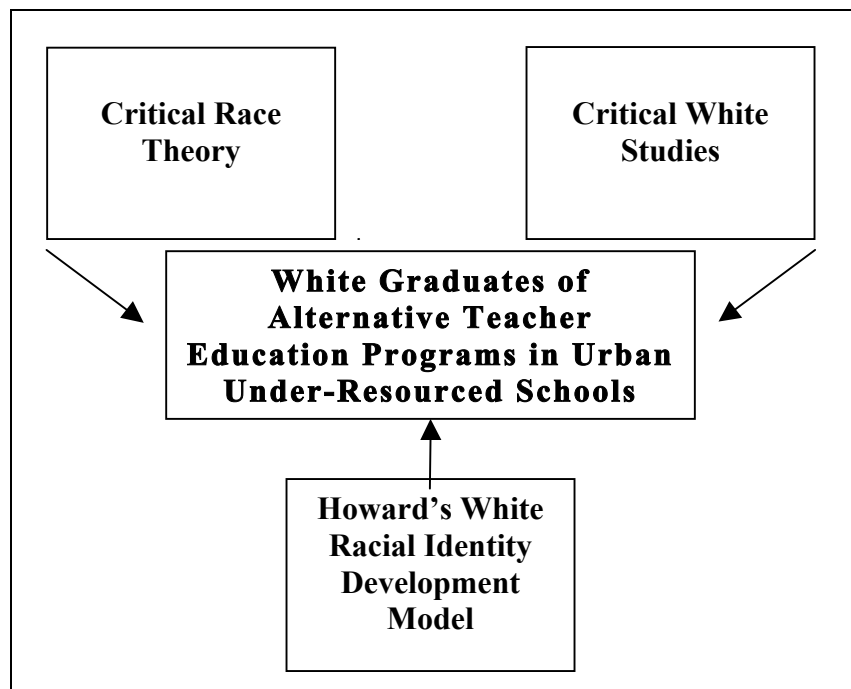 Critical Race
Theory
Critical White
Studies
White Graduates of
Alternative Teacher
Education Programs in Urban
Under-Resourced Schools
Howard’s White
Racial Identity
Development
Model